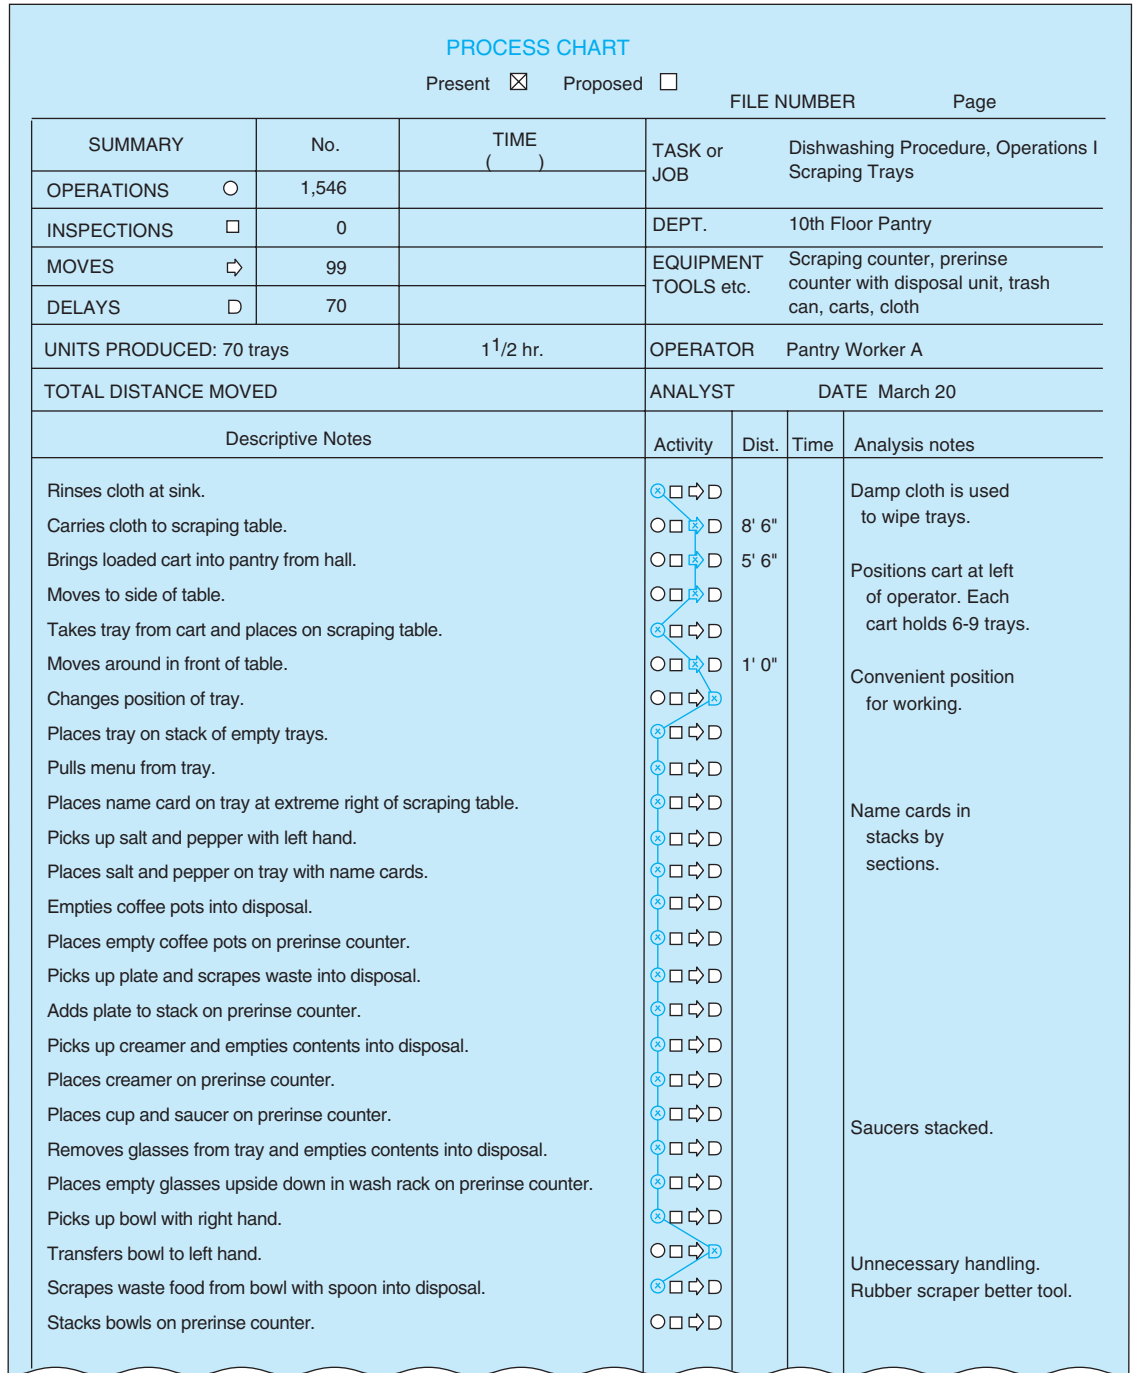 PROCESS CHART
Present Proposed
FILE NUMBER Page
SUMMARY No. TIME
( )
TASK or JOB Dishwashing Procedure, Operations I
Scraping Trays
OPERATIONS 1,546
INSPECTIONS 0
DEPT. 10th Floor Pantry
MOVES 99
EQUIPMENT TOOLS etc. Scraping counter, prerinse
counter with disposal unit, trash
can, carts, cloth
DELAYS 70
UNITS PRODUCED: 70 trays 1 1/2 hr. OPERATOR Pantry Worker A
TOTAL DISTANCE MOVED ANALYST DATE March 20
Descriptive Notes Activity Dist. Time Analysis notes
Rinses cloth at sink. Damp cloth is used
to wipe trays.
Carries cloth to scraping table. 8' 6"
Brings loaded cart into pantry from hall. 5' 6"
Positions cart at left
of operator. Each
cart holds 6-9 trays.
Moves to side of table.
Takes tray from cart and places on scraping table.
Moves around in front of table. 1' 0"
Convenient position
for working.
Changes position of tray.
Places tray on stack of empty trays.
Pulls menu from tray.
Places name card on tray at extreme right of scraping table.
Name cards in
stacks by
sections.
Picks up salt and pepper with left hand.
Places salt and pepper on tray with name cards.
Empties coffee pots into disposal.
Places empty coffee pots on prerinse counter.
Picks up plate and scrapes waste into disposal.
Adds plate to stack on prerinse counter.
Picks up creamer and empties contents into disposal.
Places creamer on prerinse counter.
Places cup and saucer on prerinse counter.
Saucers stacked.
Removes glasses from tray and empties contents into disposal.
Places empty glasses upside down in wash rack on prerinse counter.
Picks up bowl with right hand.
Transfers bowl to left hand.
Unnecessary handling.
Scrapes waste food from bowl with spoon into disposal.
Rubber scraper better tool.
Stacks bowls on prerinse counter.